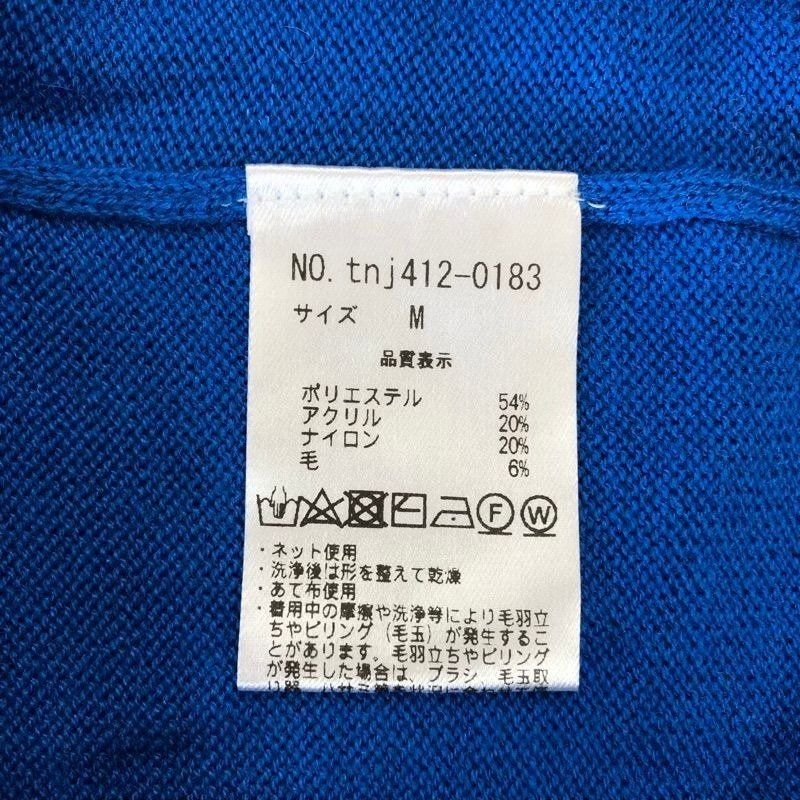 NO. tnj412-0183
サイズ M
品質表示
ポリエステル 54%
アクリル 20%
ナイロン 20%
毛 6%
F W
・ネット使用
・洗浄後は形を整えて乾燥
・あて布使用
・着用中の摩擦や洗浄等により毛羽立
ちやピリング(毛玉)が発生するこ
とがあります。毛羽立ちやピリング
が発生した場合は、ブラシ 毛玉取